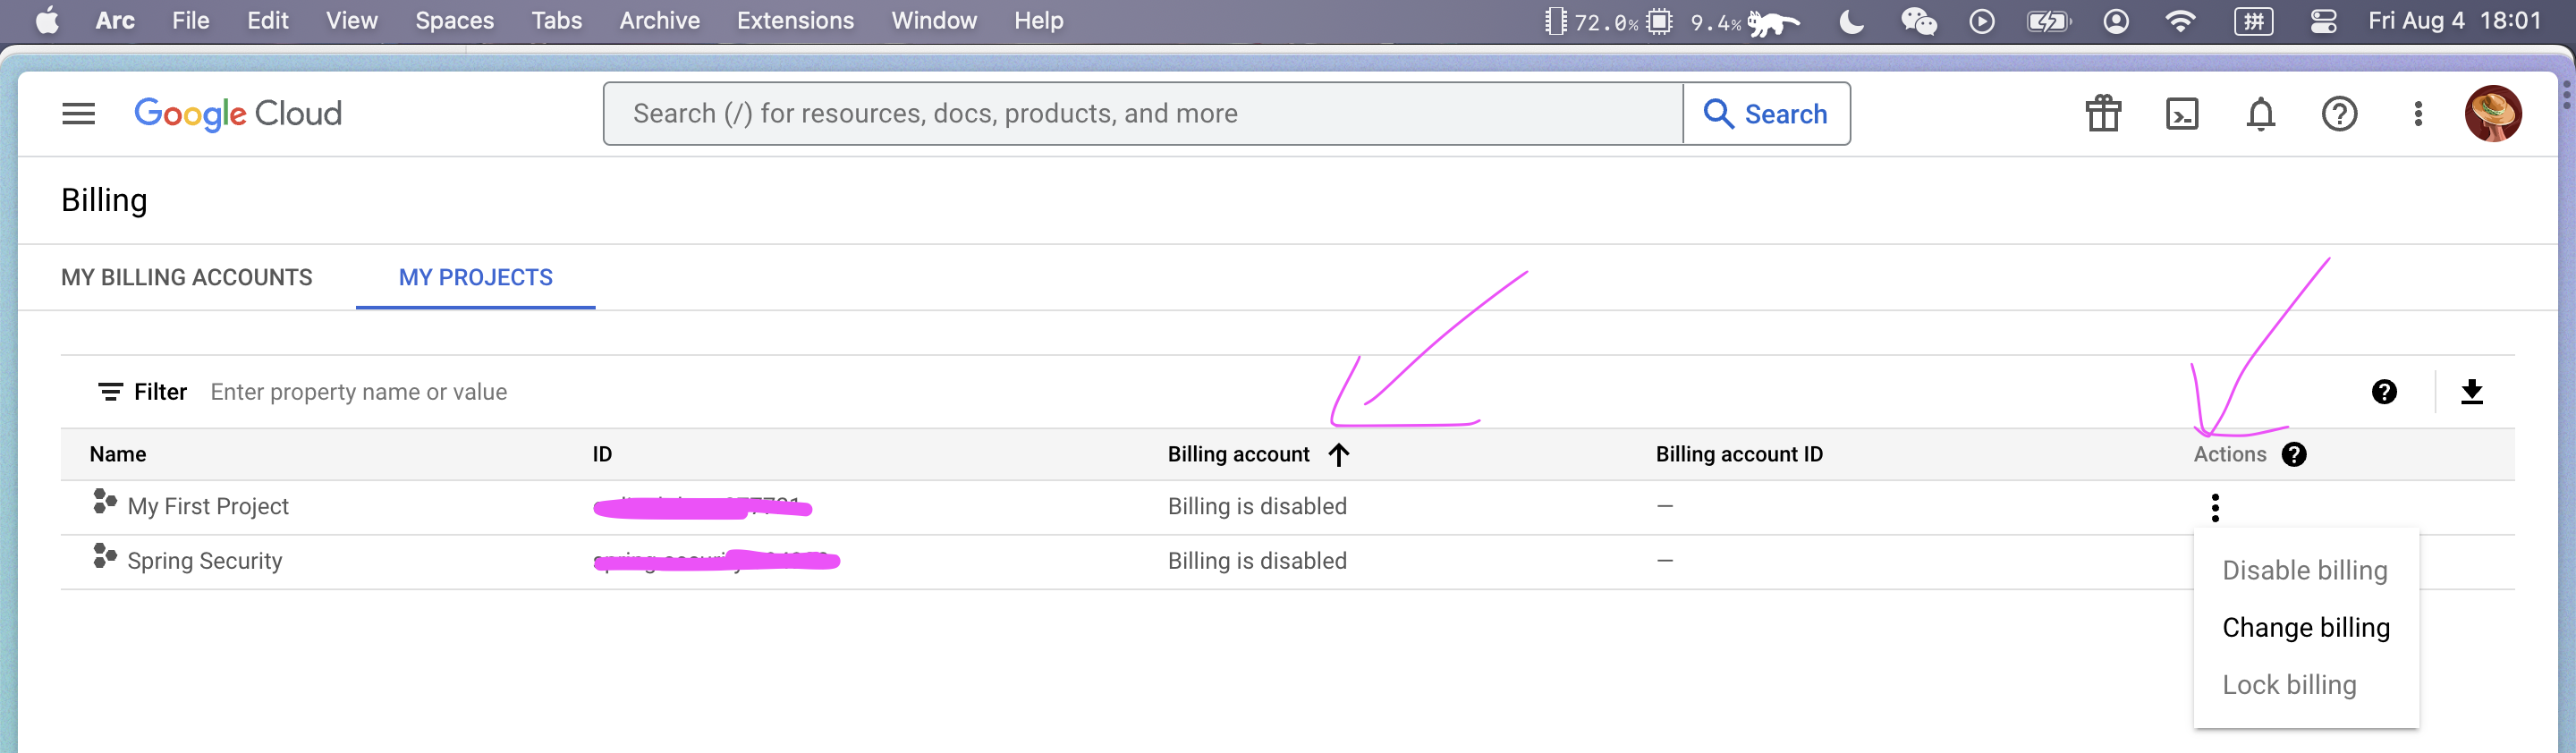 Arc File Edit View Spaces Tabs Archive Extensions Window Help 72.0% 9.4% 拼 Fri Aug 4 18:01
Google Cloud Search (/) for resources, docs, products, and more Search
Billing
MY BILLING ACCOUNTS MY PROJECTS
Filter Enter property name or value
Name ID Billing account Billing account ID Actions
My First Project Billing is disabled —
Spring Security Billing is disabled —
Disable billing
Change billing
Lock billing